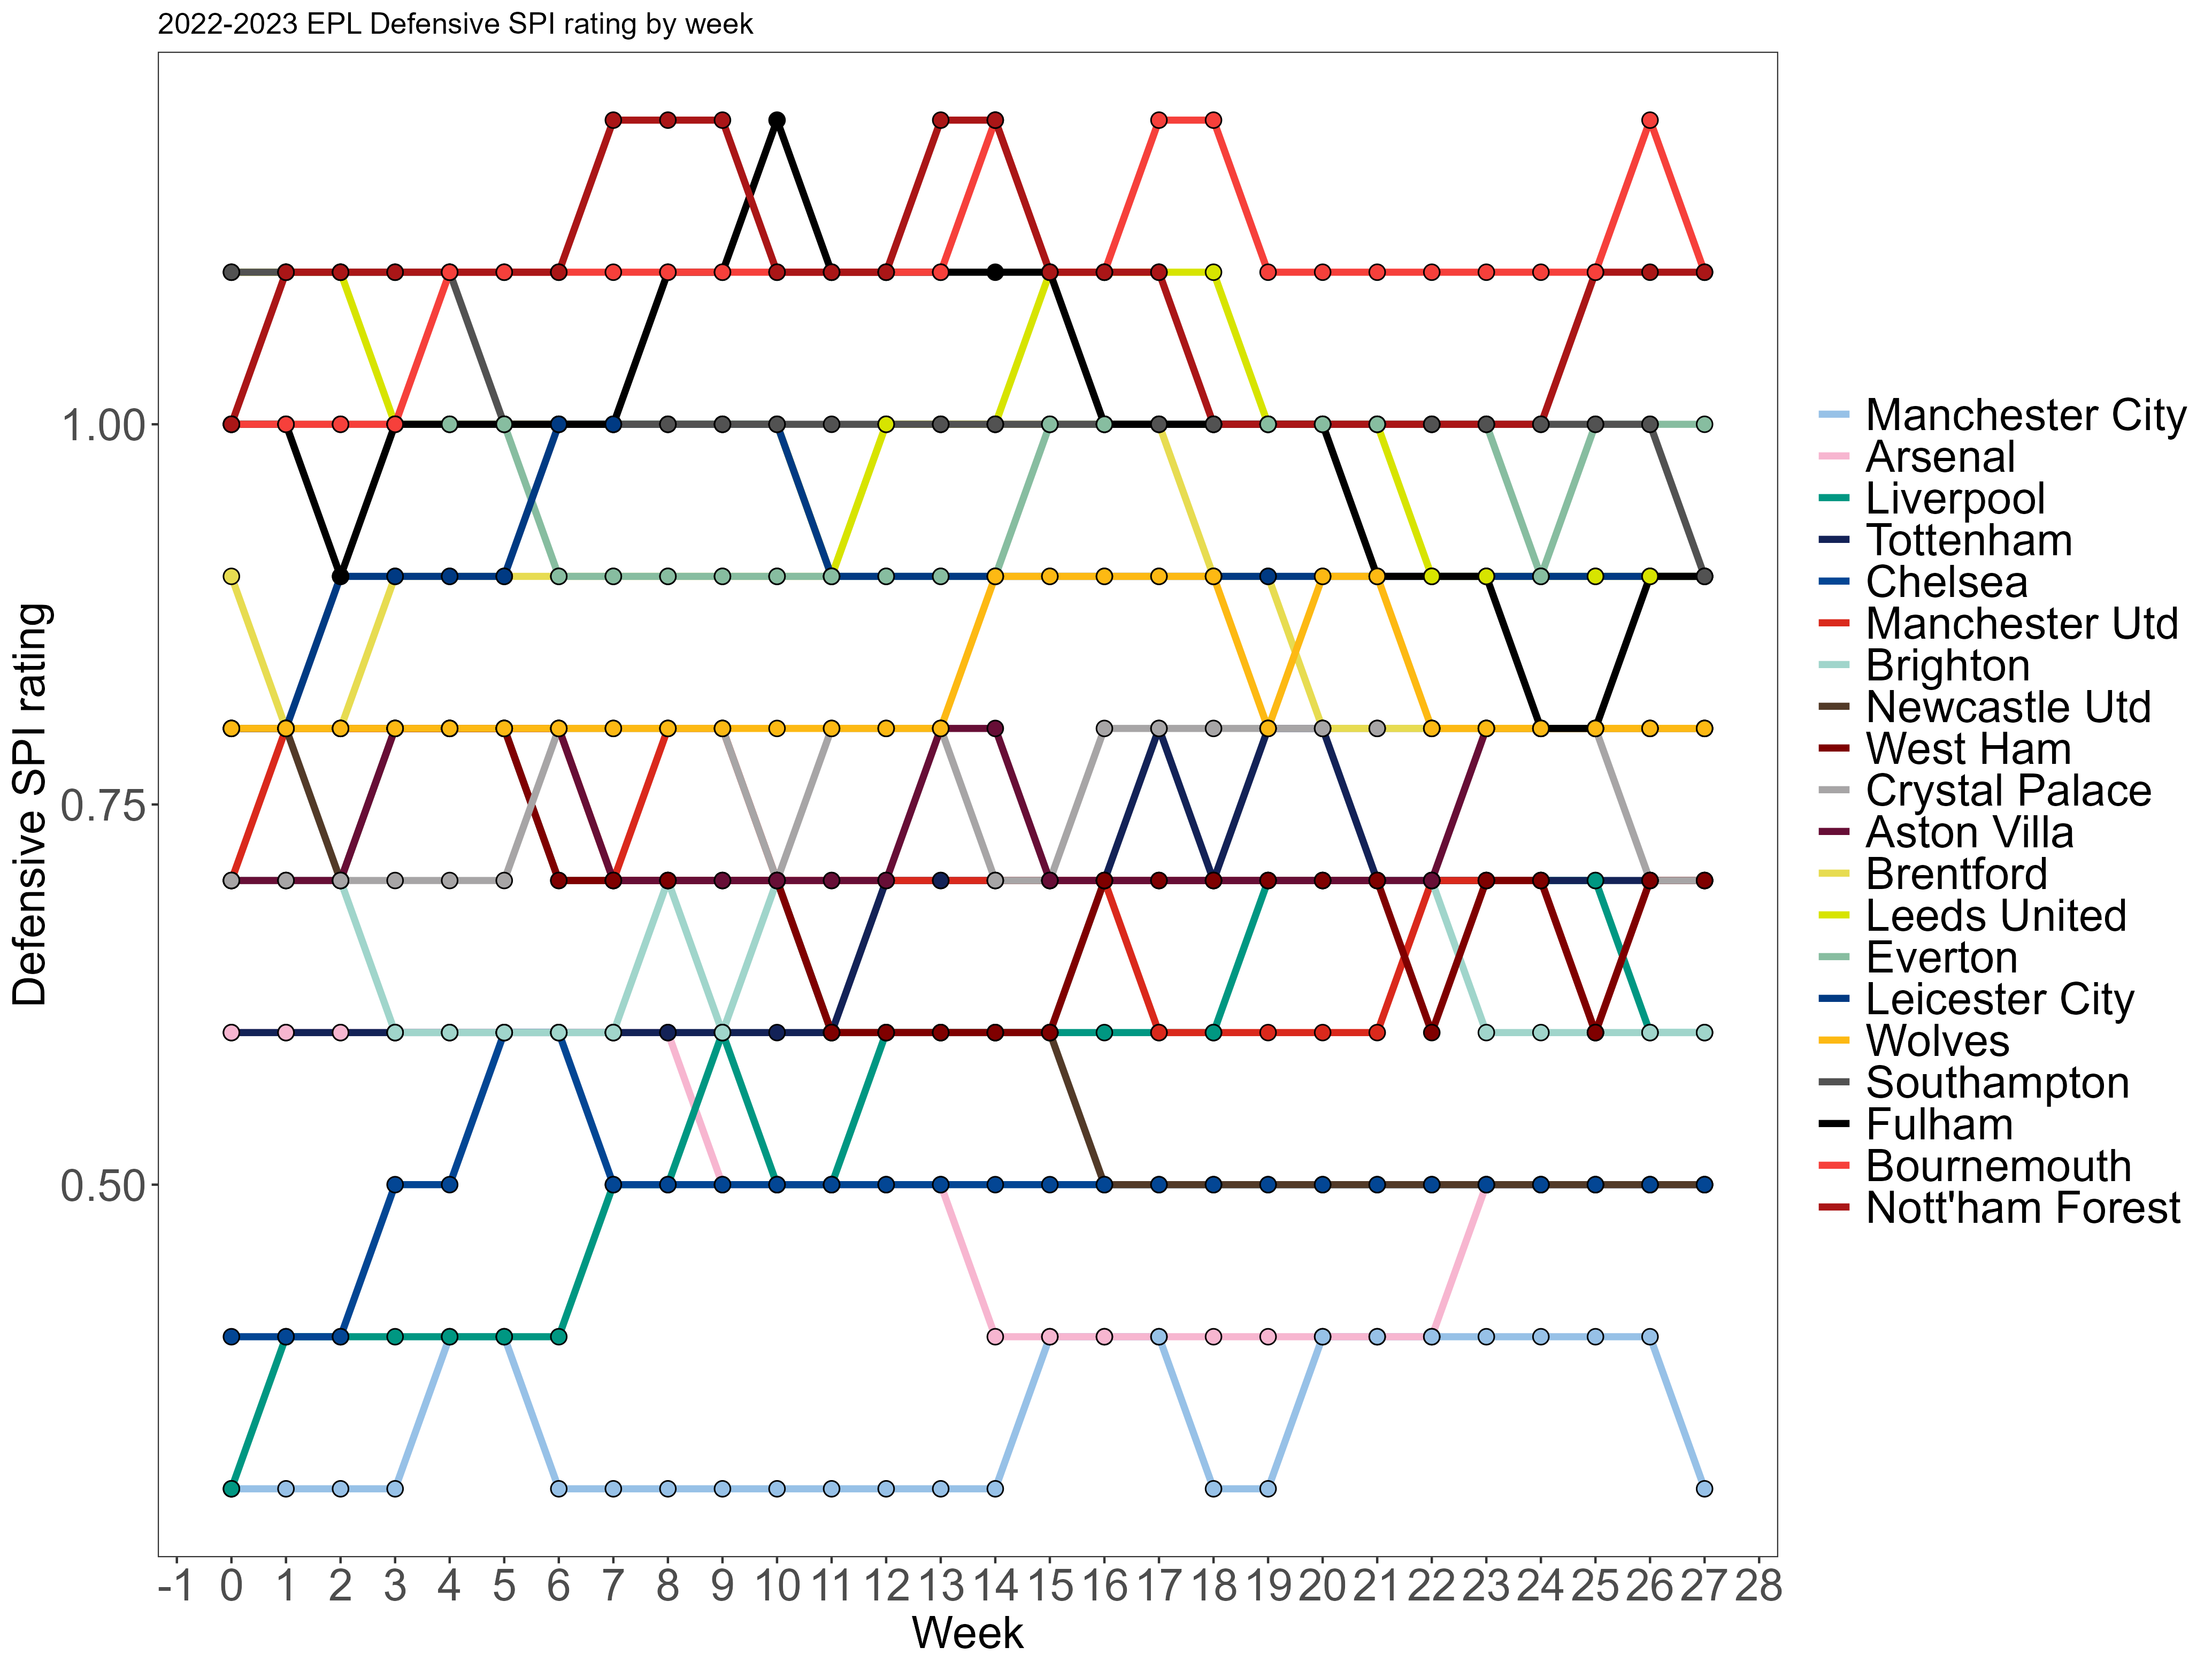 2022-2023 EPL Defensive SPI rating by week
Defensive SPI rating
1.00
0.75
0.50
-1 0 1 2 3 4 5 6 7 8 9 10 11 12 13 14 15 16 17 18 19 20 21 22 23 24 25 26 27 28
Week
Manchester City
Arsenal
Liverpool
Tottenham
Chelsea
Manchester Utd
Brighton
Newcastle Utd
West Ham
Crystal Palace
Aston Villa
Brentford
Leeds United
Everton
Leicester City
Wolves
Southampton
Fulham
Bournemouth
Nott'ham Forest